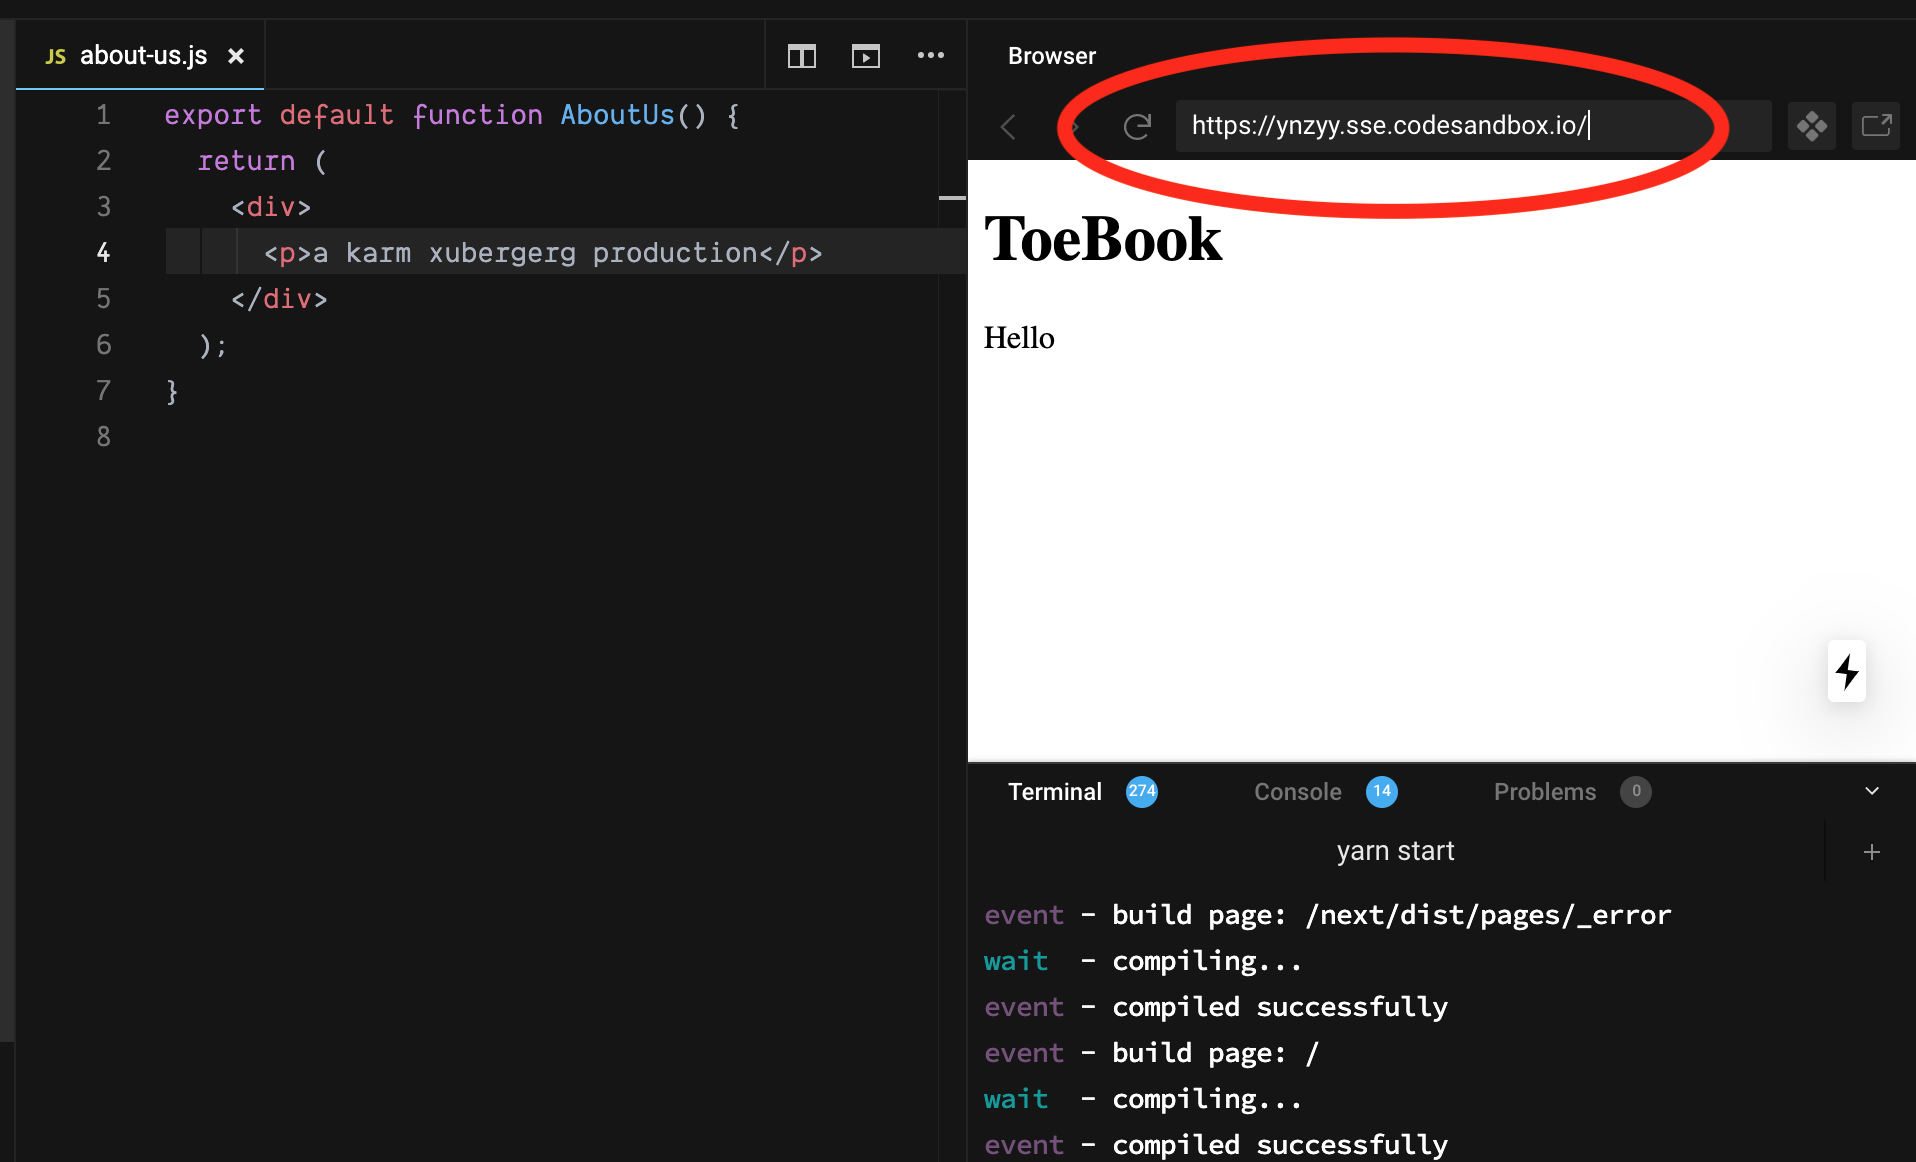 JS about-us.js ×
1 export default function AboutUs() {
2 return (
3 <div>
4 <p>a karm xubergerg production</p>
5 </div>
6 );
7 }
8
Browser
https://ynzyy.sse.codesandbox.io/
ToeBook
Hello
Terminal 274 Console 14 Problems 0
yarn start +
event - build page: /next/dist/pages/_error
wait - compiling...
event - compiled successfully
event - build page: /
wait - compiling...
event - compiled successfully